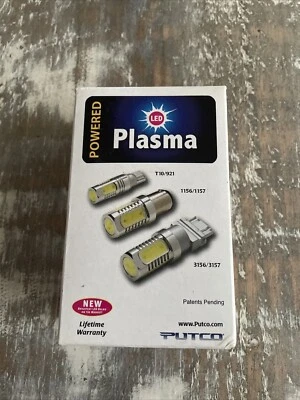 POWERED
LED
Plasma
T10/921
1156/1157
3156/3157
NEW
Patents Pending
Lifetime
Warranty
www.Putco.com
PUTCO